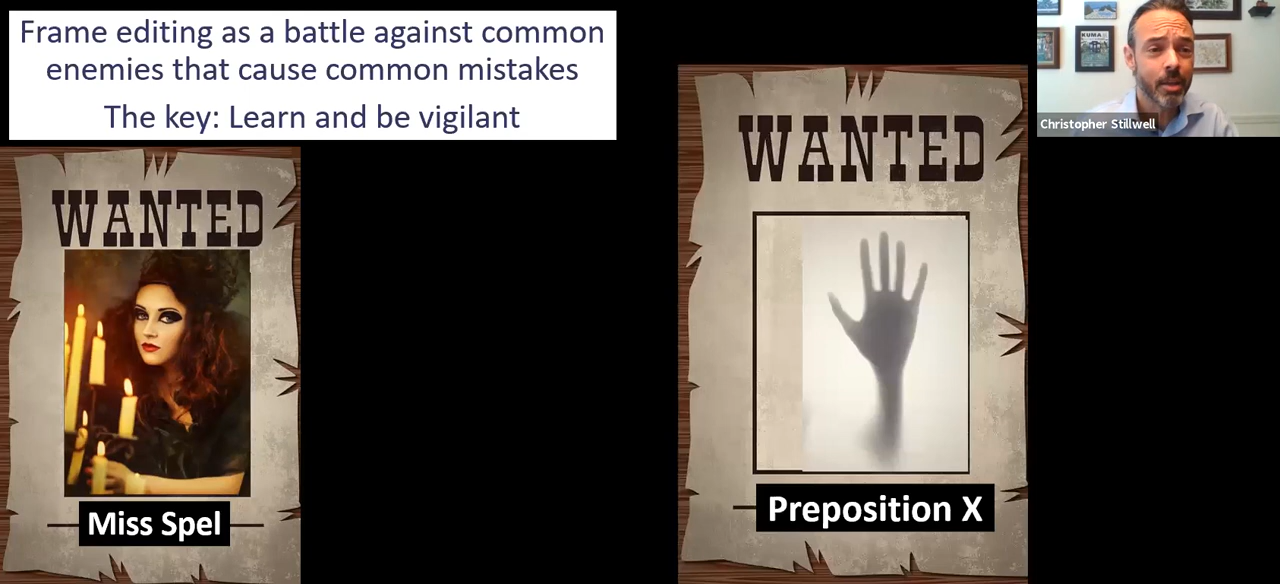 Frame editing as a battle against common
enemies that cause common mistakes
The key: Learn and be vigilant
WANTED
Miss Spel
WANTED
Preposition X
KUMA
Christopher Stillwell